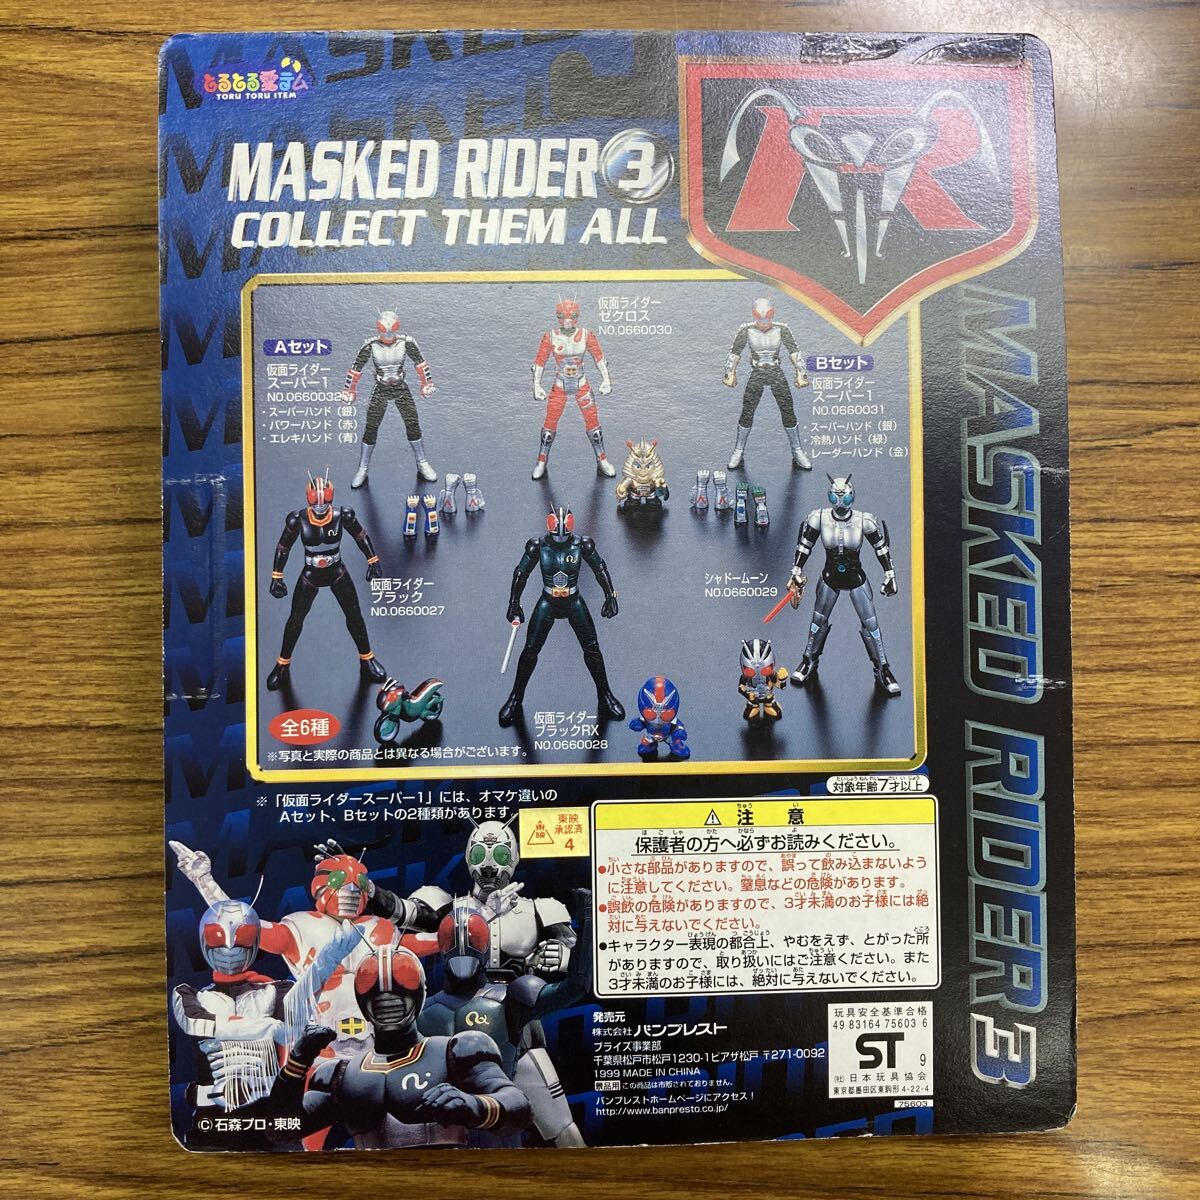 とるとる愛テム
TORU TORU ITEM
MASKED RIDER 3
COLLECT THEM ALL
MASKED RIDER 3
Aセット
仮面ライダー
スーパー1
NO.0660032
・スーパーハンド（銀）
・パワーハンド（赤）
・エレキハンド（青）
仮面ライダー
ゼクロス
NO.0660030
Bセット
仮面ライダー
スーパー1
NO.0660031
・スーパーハンド（銀）
・冷熱ハンド（緑）
・レーダーハンド（金）
仮面ライダー
ブラック
NO.0660027
シャドームーン
NO.0660029
仮面ライダー
ブラックRX
NO.0660028
全6種
※写真と実際の商品とは異なる場合がございます。
対象年齢7才以上
※「仮面ライダースーパー1」には、オマケ違いの
Aセット、Bセットの2種類があります。
東映
承認済
4
⚠注意
保護者の方へ必ずお読みください。
●小さな部品がありますので、誤って飲み込まないよう
に注意してください。窒息などの危険があります。
●誤飲の危険がありますので、3才未満のお子様には絶
対に与えないでください。
●キャラクター表現の都合上、やむをえず、とがった所
がありますので、取り扱いにはご注意ください。また
3才未満のお子様には、絶対に与えないでください。
発売元
株式会社 バンプレスト
プライズ事業部
千葉県松戸市松戸1230-1ピアザ松戸 〒271-0092
1999 MADE IN CHINA
景品用 この商品は市販されておりません。
バンプレストホームページにアクセス！
http://www.banpresto.co.jp/
玩具安全基準合格
49 83164 75603 6
ST 9
(社)日本玩具協会
東京都墨田区東駒形4-22-4
75603
©石森プロ・東映